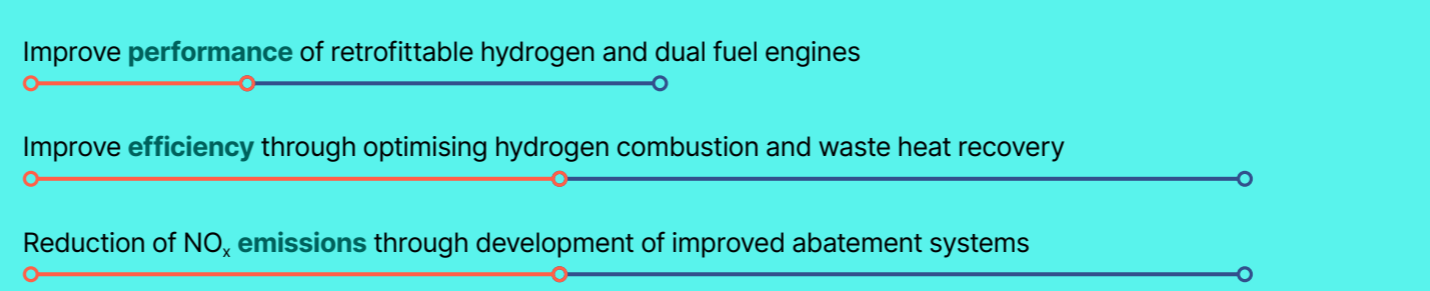 Improve performance of retrofittable hydrogen and dual fuel engines
Improve efficiency through optimising hydrogen combustion and waste heat recovery
Reduction of NOₓ emissions through development of improved abatement systems